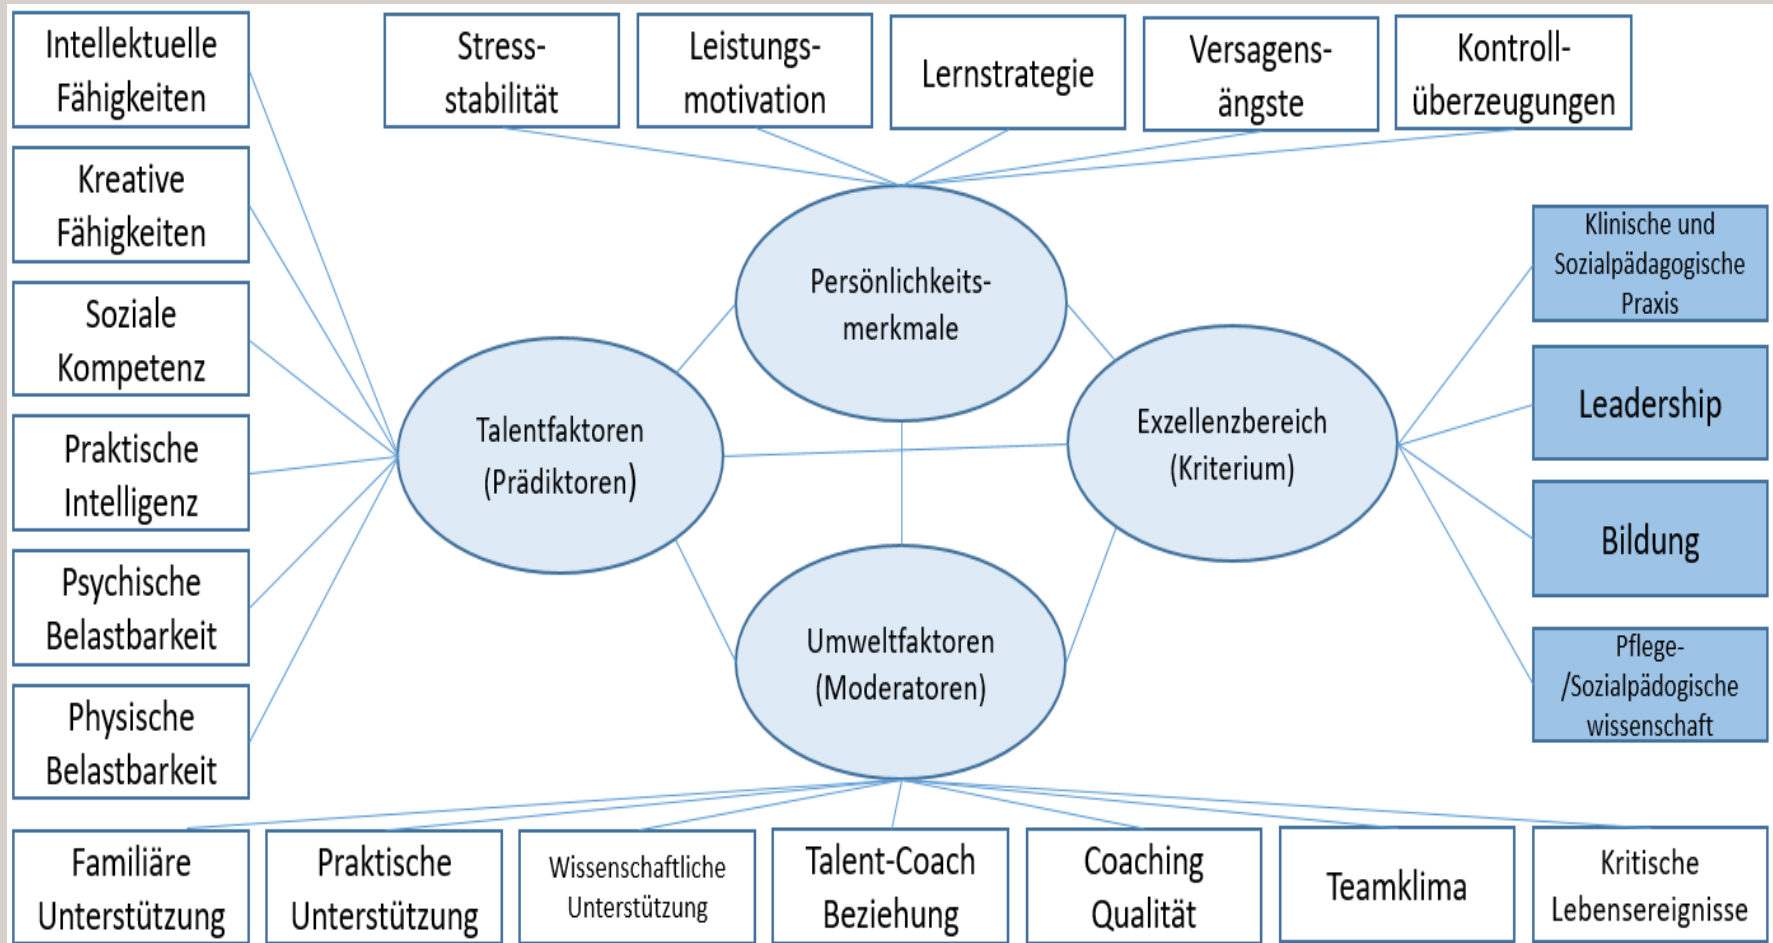 Intellektuelle
Fähigkeiten
Stress-
stabilität
Leistungs-
motivation
Lernstrategie
Versagens-
ängste
Kontroll-
überzeugungen
Kreative
Fähigkeiten
Soziale
Kompetenz
Praktische
Intelligenz
Psychische
Belastbarkeit
Physische
Belastbarkeit
Persönlichkeits-
merkmale
Talentfaktoren
(Prädiktoren)
Exzellenzbereich
(Kriterium)
Umweltfaktoren
(Moderatoren)
Klinische und
Sozialpädagogische
Praxis
Leadership
Bildung
Pflege-
/Sozialpädogische
wissenschaft
Familiäre
Unterstützung
Praktische
Unterstützung
Wissenschaftliche
Unterstützung
Talent-Coach
Beziehung
Coaching
Qualität
Teamklima
Kritische
Lebensereignisse